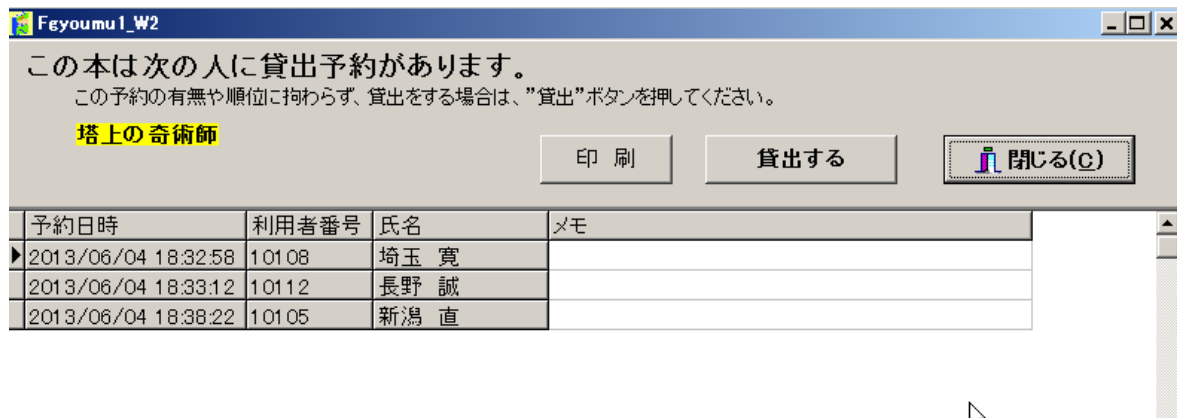 Fgyoumu1_W2
この本は次の人に貸出予約があります。
この予約の有無や順位に拘わらず、貸出をする場合は、”貸出”ボタンを押してください。
塔上の奇術師
印 刷 貸出する 閉じる(C)
予約日時 利用者番号 氏名 メモ
2013/06/04 18:32:58 10108 埼玉 寛
2013/06/04 18:33:12 10112 長野 誠
2013/06/04 18:38:22 10105 新潟 直